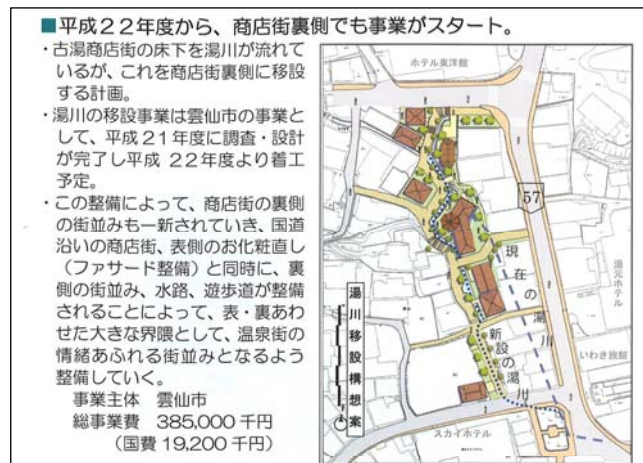 ■平成22年度から、商店街裏側でも事業がスタート。
・古湯商店街の床下を湯川が流れて
いるが、これを商店街裏側に移設
する計画。
・湯川の移設事業は雲仙市の事業と
して、平成21年度に調査・設計
が完了し平成 22年度より着工
予定。
・この整備によって、商店街の裏側
の街並みも一新されていき、国道
沿いの商店街、表側のお化粧直し
（ファサード整備）と同時に、裏
側の街並み、水路、遊歩道が整備
されることによって、表・裏あわ
せた大きな界隈として、温泉街の
情緒あふれる街並みとなるよう
整備していく。
事業主体 雲仙市
総事業費 385,000 千円
（国費 19,200 千円）
ホテル東洋館
57
現在の湯川
湯元ホテル
湯川移設構想案
新設の湯川
いわき旅館
スカイホテル